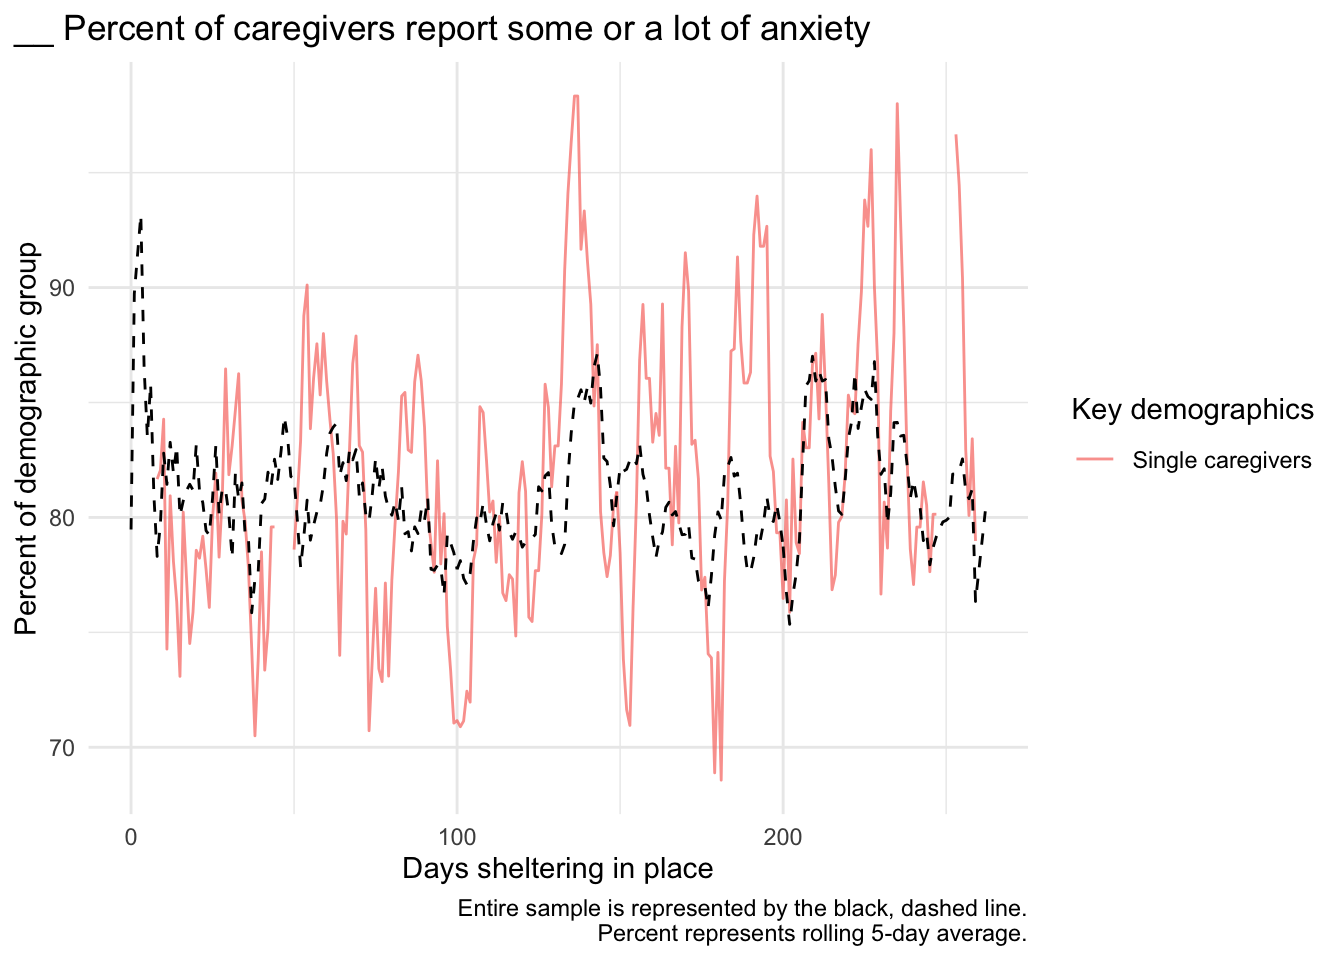 __ Percent of caregivers report some or a lot of anxiety
Percent of demographic group
90
80
70
0
100
200
Days sheltering in place
Key demographics
Single caregivers
Entire sample is represented by the black, dashed line.
Percent represents rolling 5-day average.